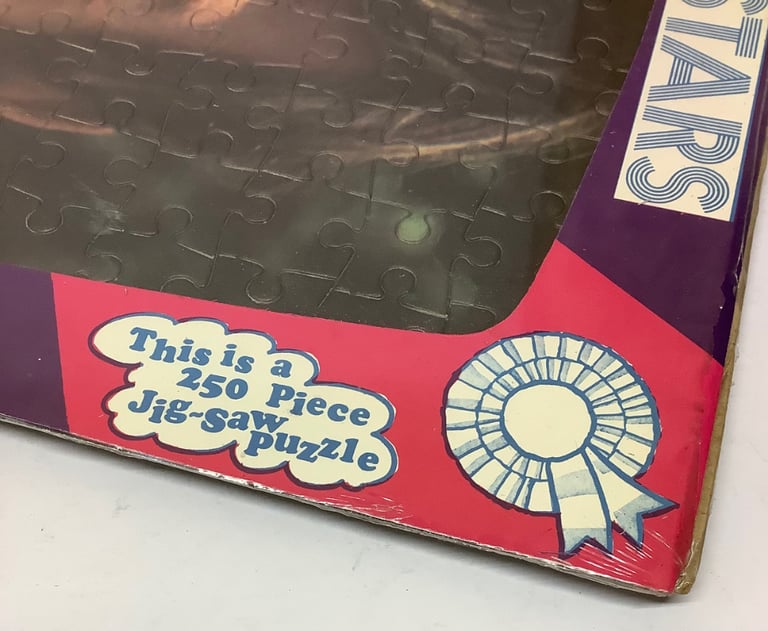 STARS
This is a
250 Piece
Jig-Saw
Puzzle